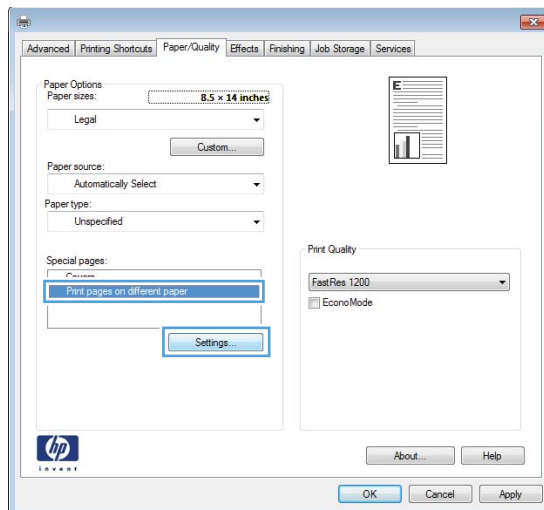 Advanced Printing Shortcuts Paper/Quality Effects Finishing Job Storage Services
Paper Options
Paper sizes: 8.5 × 14 inches
Legal
Custom...
Paper source:
Automatically Select
Paper type:
Unspecified
Special pages:
Covers
Print pages on different paper
Settings...
E
Print Quality
FastRes 1200
EconoMode
hp
invent
About... Help
OK Cancel Apply